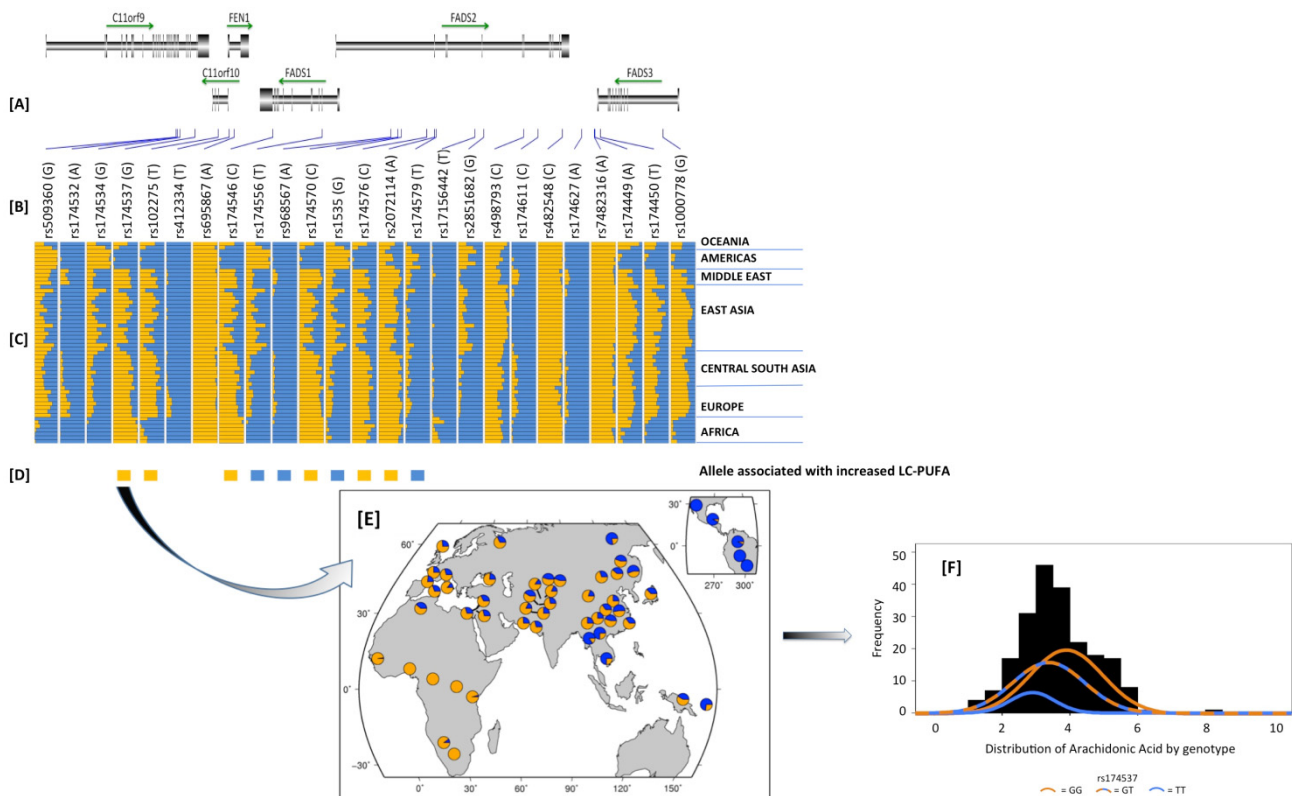 C11orf9
FEN1
FADS2
C11orf10
FADS1
FADS3
[A]
[B]
rs509360 (G)
rs174532 (A)
rs174534 (G)
rs174537 (G)
rs102275 (T)
rs412334 (T)
rs695867 (A)
rs174546 (C)
rs174556 (T)
rs968567 (A)
rs174570 (C)
rs1535 (G)
rs174576 (C)
rs2072114 (A)
rs174579 (T)
rs17156442 (T)
rs2851682 (G)
rs498793 (C)
rs174611 (C)
rs482548 (C)
rs174627 (A)
rs7482316 (A)
rs174449 (A)
rs174450 (T)
rs1000778 (G)
[C]
OCEANIA
AMERICAS
MIDDLE EAST
EAST ASIA
CENTRAL SOUTH ASIA
EUROPE
AFRICA
[D]
Allele associated with increased LC-PUFA
[E]
30°
0°
270° 300°
60°
30°
0°
−30°
0° 30° 60° 90° 120° 150°
[F]
Frequency
50
40
30
20
10
0
0 2 4 6 8 10
Distribution of Arachidonic Acid by genotype
rs174537
= GG = GT = TT